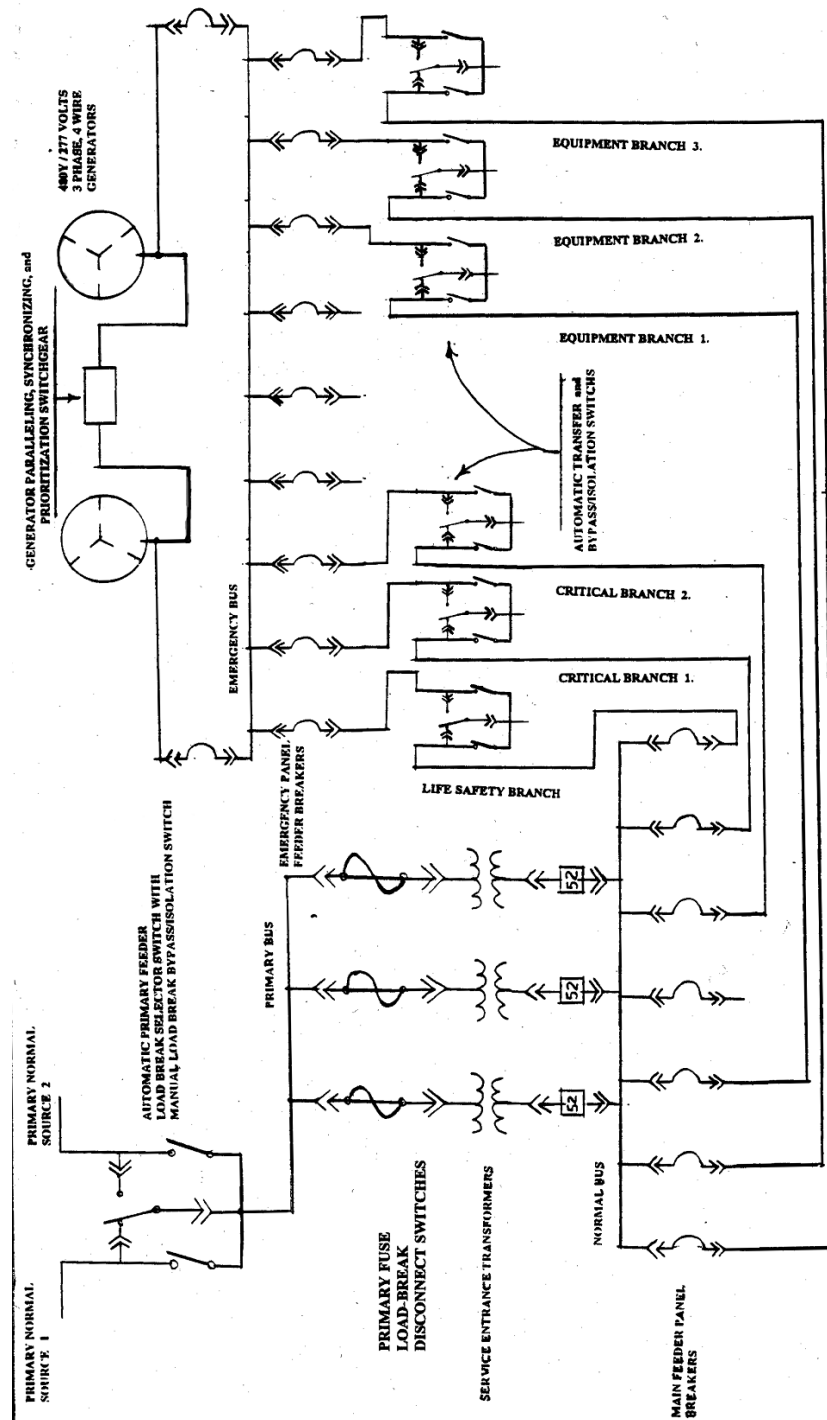 PRIMARY NORMAL
SOURCE 1
PRIMARY NORMAL
SOURCE 2
AUTOMATIC PRIMARY FEEDER
LOAD BREAK SELECTOR SWITCH WITH
MANUAL LOAD BREAK BYPASS/ISOLATION SWITCH
GENERATOR PARALLELING, SYNCHRONIZING, and
PRIORITIZATION SWITCHGEAR
480Y / 277 VOLTS
3 PHASE, 4 WIRE
GENERATORS
EMERGENCY BUS
PRIMARY BUS
EMERGENCY PANEL
FEEDER BREAKERS
PRIMARY FUSE
LOAD-BREAK
DISCONNECT SWITCHES
SERVICE ENTRANCE TRANSFORMERS
52
52
52
NORMAL BUS
MAIN FEEDER PANEL
BREAKERS
LIFE SAFETY BRANCH
CRITICAL BRANCH 1.
CRITICAL BRANCH 2.
AUTOMATIC TRANSFER and
BYPASS/ISOLATION SWITCHS
EQUIPMENT BRANCH 1.
EQUIPMENT BRANCH 2.
EQUIPMENT BRANCH 3.